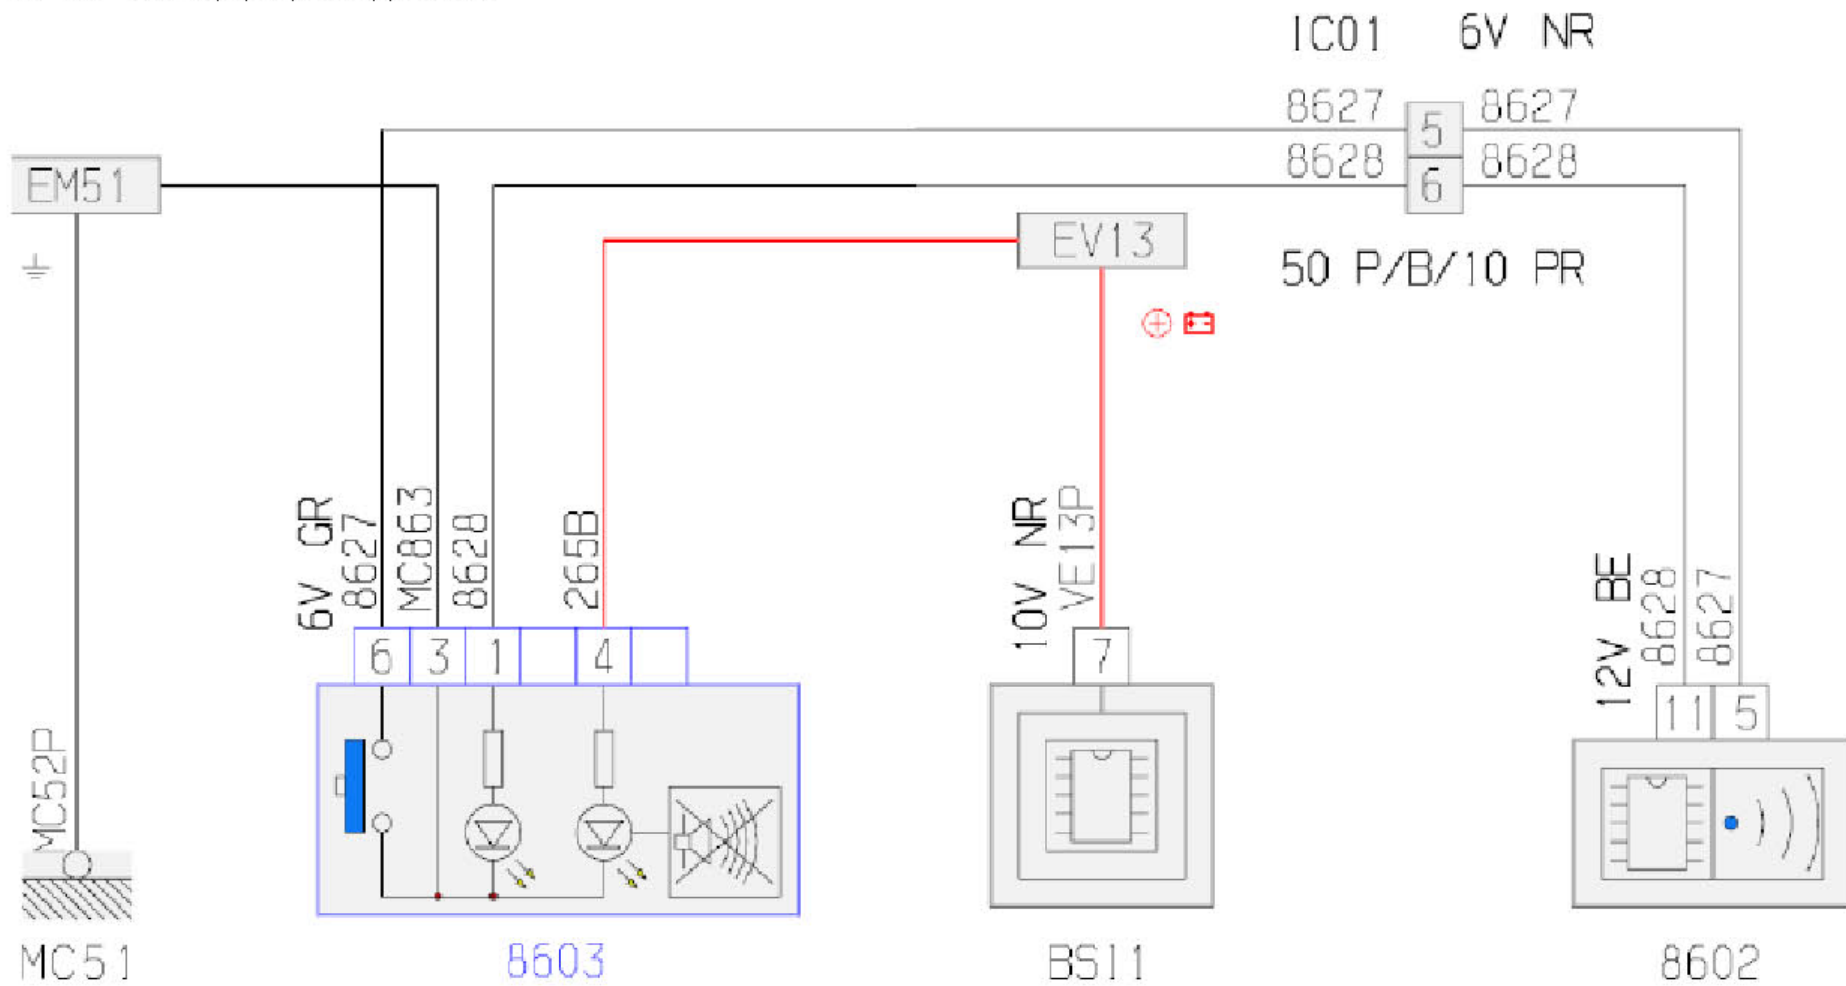 IC01 6V NR
8627 5 8627
8628 6 8628
EM51
EV13
50 P/B/10 PR
6V GR
8627
MC863
8628
265B
10V NR
VE13P
12V BE
8628
8627
MC52P
6 3 1 4
7
11 5
MC51
8603
BSI1
8602